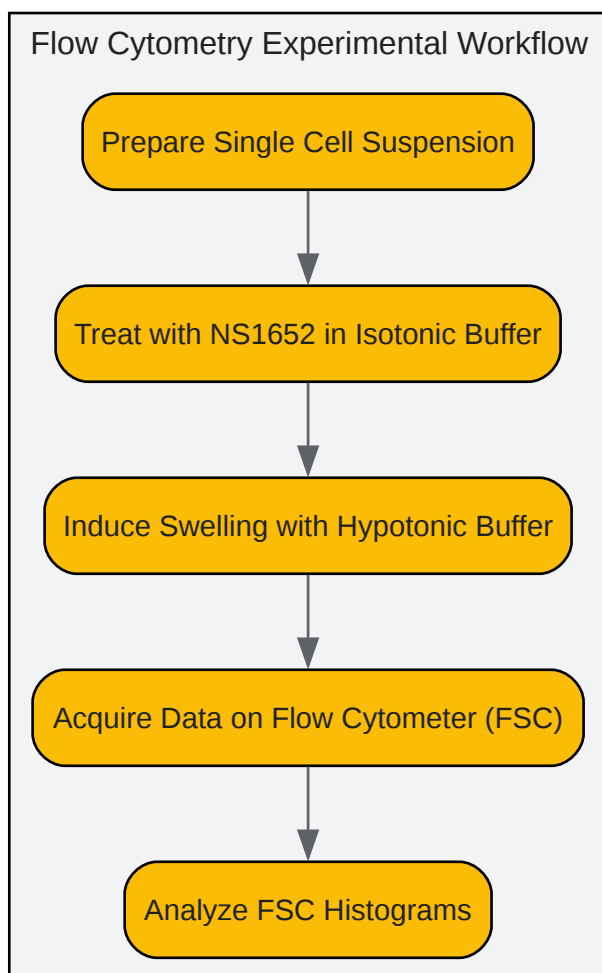 Flow Cytometry Experimental Workflow
Prepare Single Cell Suspension
Treat with NS1652 in Isotonic Buffer
Induce Swelling with Hypotonic Buffer
Acquire Data on Flow Cytometer (FSC)
Analyze FSC Histograms